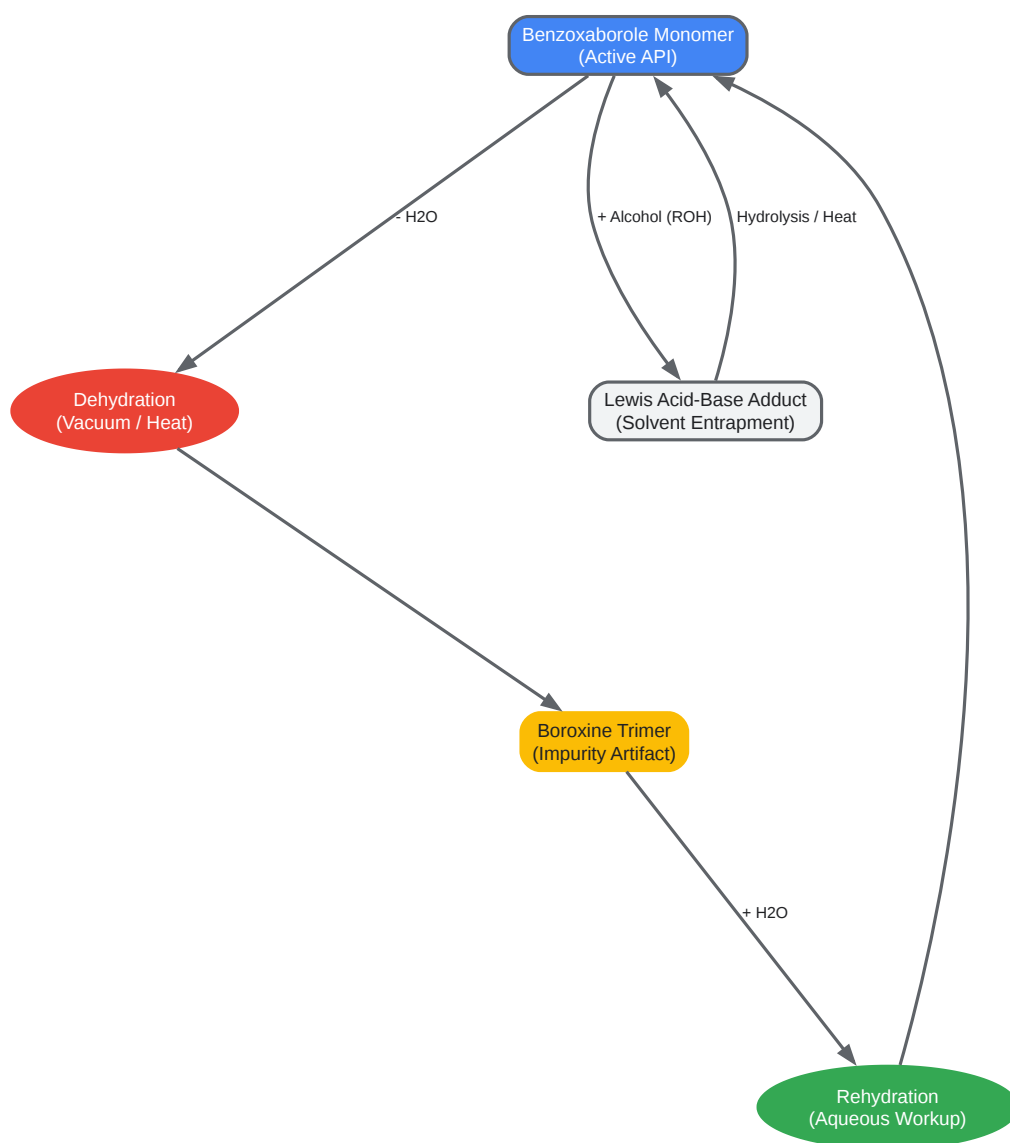 Benzoxaborole Monomer
(Active API)
- H2O
+ Alcohol (ROH)
Hydrolysis / Heat
Dehydration
(Vacuum / Heat)
Lewis Acid-Base Adduct
(Solvent Entrapment)
Boroxine Trimer
(Impurity Artifact)
+ H2O
Rehydration
(Aqueous Workup)